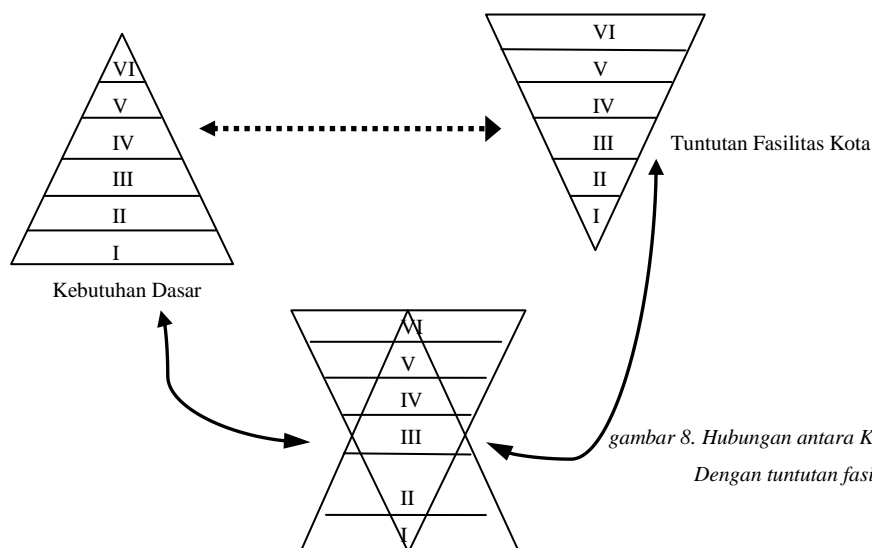 VI
V
IV
III
II
I
Kebutuhan Dasar
VI
V
IV
III
II
I
Tuntutan Fasilitas Kota
VI
V
IV
III
II
I
gambar 8. Hubungan antara K
Dengan tuntutan fasi